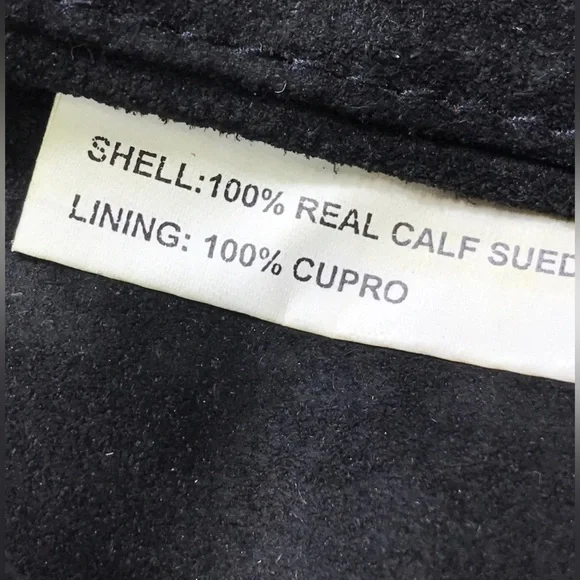 SHELL:100% REAL CALF SUED
LINING: 100% CUPRO